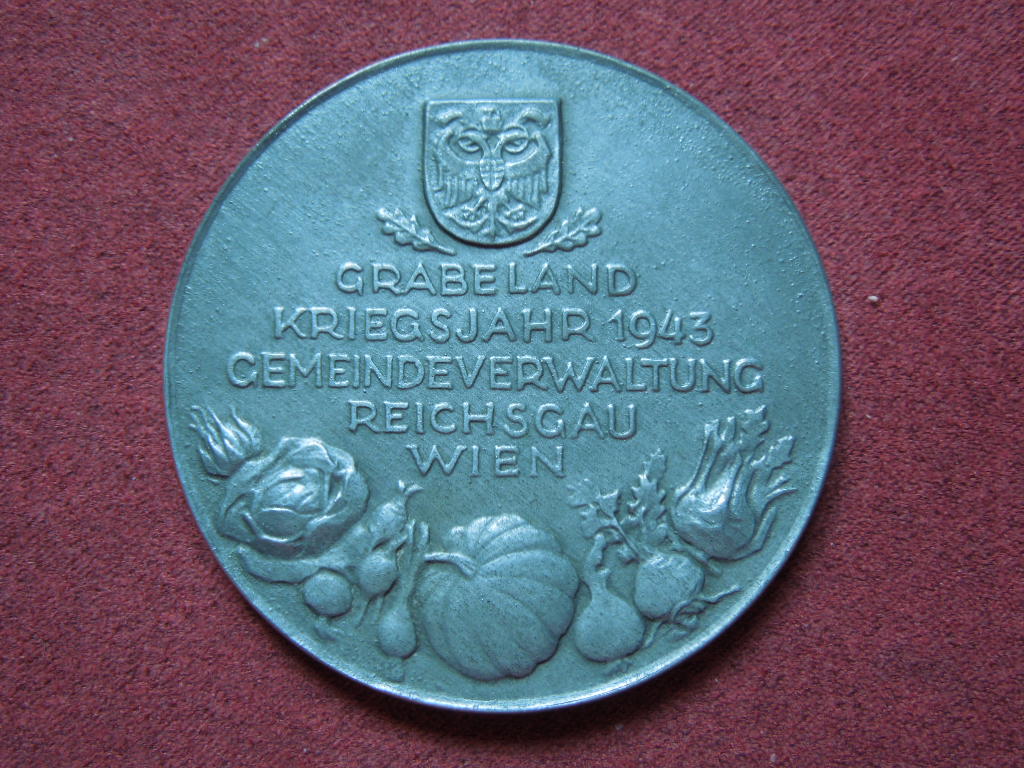 GRABELAND
KRIEGSJAHR 1943
GEMEINDEVERWALTUNG
REICHSGAU
WIEN